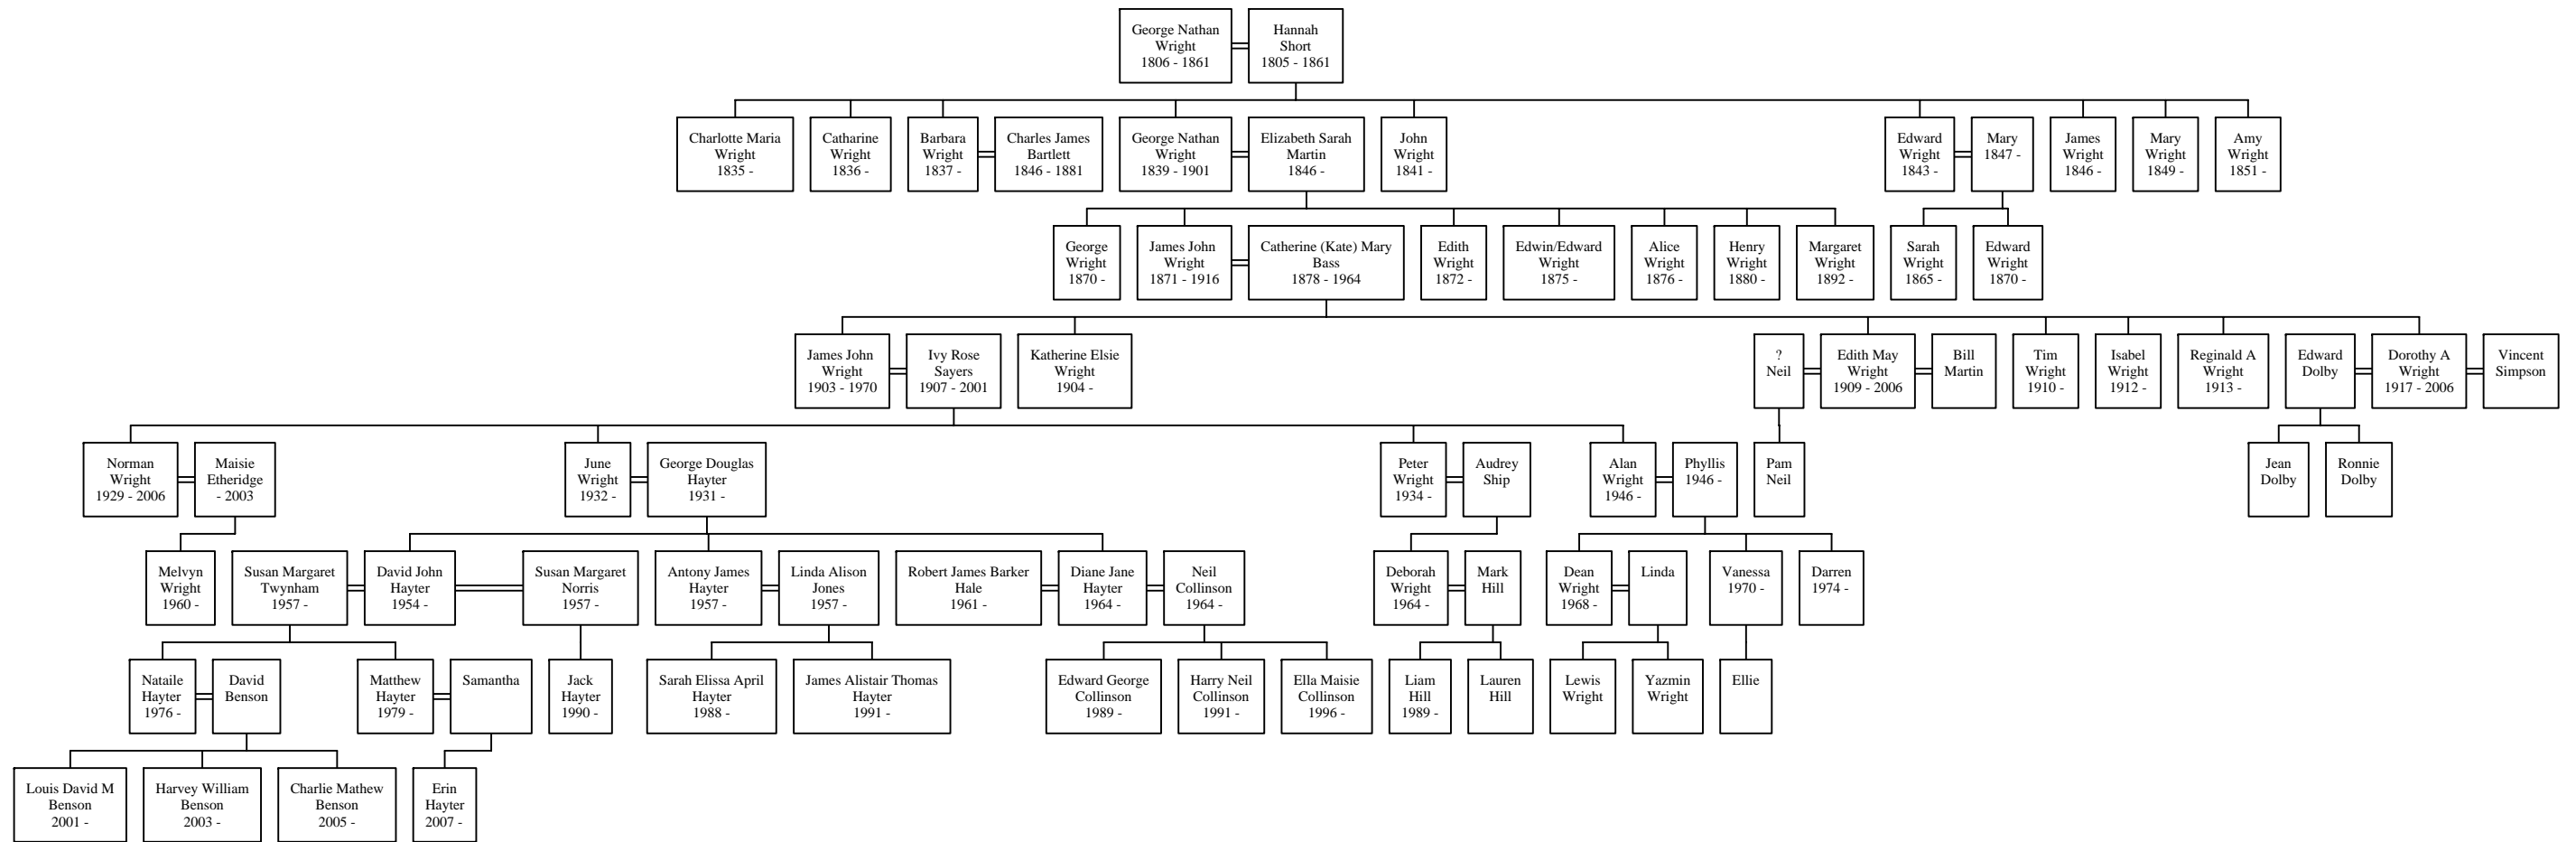 George Nathan
Wright
1806 - 1861
Hannah
Short
1805 - 1861
Charlotte Maria
Wright
1835 -
Catharine
Wright
1836 -
Barbara
Wright
1837 -
Charles James
Bartlett
1846 - 1881
George Nathan
Wright
1839 - 1901
Elizabeth Sarah
Martin
1846 -
John
Wright
1841 -
Edward
Wright
1843 -
Mary
1847 -
James
Wright
1846 -
Mary
Wright
1849 -
Amy
Wright
1851 -
George
Wright
1870 -
James John
Wright
1871 - 1916
Catherine (Kate) Mary
Bass
1878 - 1964
Edith
Wright
1872 -
Edwin/Edward
Wright
1875 -
Alice
Wright
1876 -
Henry
Wright
1880 -
Margaret
Wright
1892 -
Sarah
Wright
1865 -
Edward
Wright
1870 -
James John
Wright
1903 - 1970
Ivy Rose
Sayers
1907 - 2001
Katherine Elsie
Wright
1904 -
?
Neil
Edith May
Wright
1909 - 2006
Bill
Martin
Tim
Wright
1910 -
Isabel
Wright
1912 -
Reginald A
Wright
1913 -
Edward
Dolby
Dorothy A
Wright
1917 - 2006
Vincent
Simpson
Norman
Wright
1929 - 2006
Maisie
Etheridge
- 2003
June
Wright
1932 -
George Douglas
Hayter
1931 -
Peter
Wright
1934 -
Audrey
Ship
Alan
Wright
1946 -
Phyllis
1946 -
Pam
Neil
Jean
Dolby
Ronnie
Dolby
Melvyn
Wright
1960 -
Susan Margaret
Twynham
1957 -
David John
Hayter
1954 -
Susan Margaret
Norris
1957 -
Antony James
Hayter
1957 -
Linda Alison
Jones
1957 -
Robert James Barker
Hale
1961 -
Diane Jane
Hayter
1964 -
Neil
Collinson
1964 -
Deborah
Wright
1964 -
Mark
Hill
Dean
Wright
1968 -
Linda
Vanessa
1970 -
Darren
1974 -
Nataile
Hayter
1976 -
David
Benson
Matthew
Hayter
1979 -
Samantha
Jack
Hayter
1990 -
Sarah Elissa April
Hayter
1988 -
James Alistair Thomas
Hayter
1991 -
Edward George
Collinson
1989 -
Harry Neil
Collinson
1991 -
Ella Maisie
Collinson
1996 -
Liam
Hill
1989 -
Lauren
Hill
Lewis
Wright
Yazmin
Wright
Ellie
Louis David M
Benson
2001 -
Harvey William
Benson
2003 -
Charlie Mathew
Benson
2005 -
Erin
Hayter
2007 -